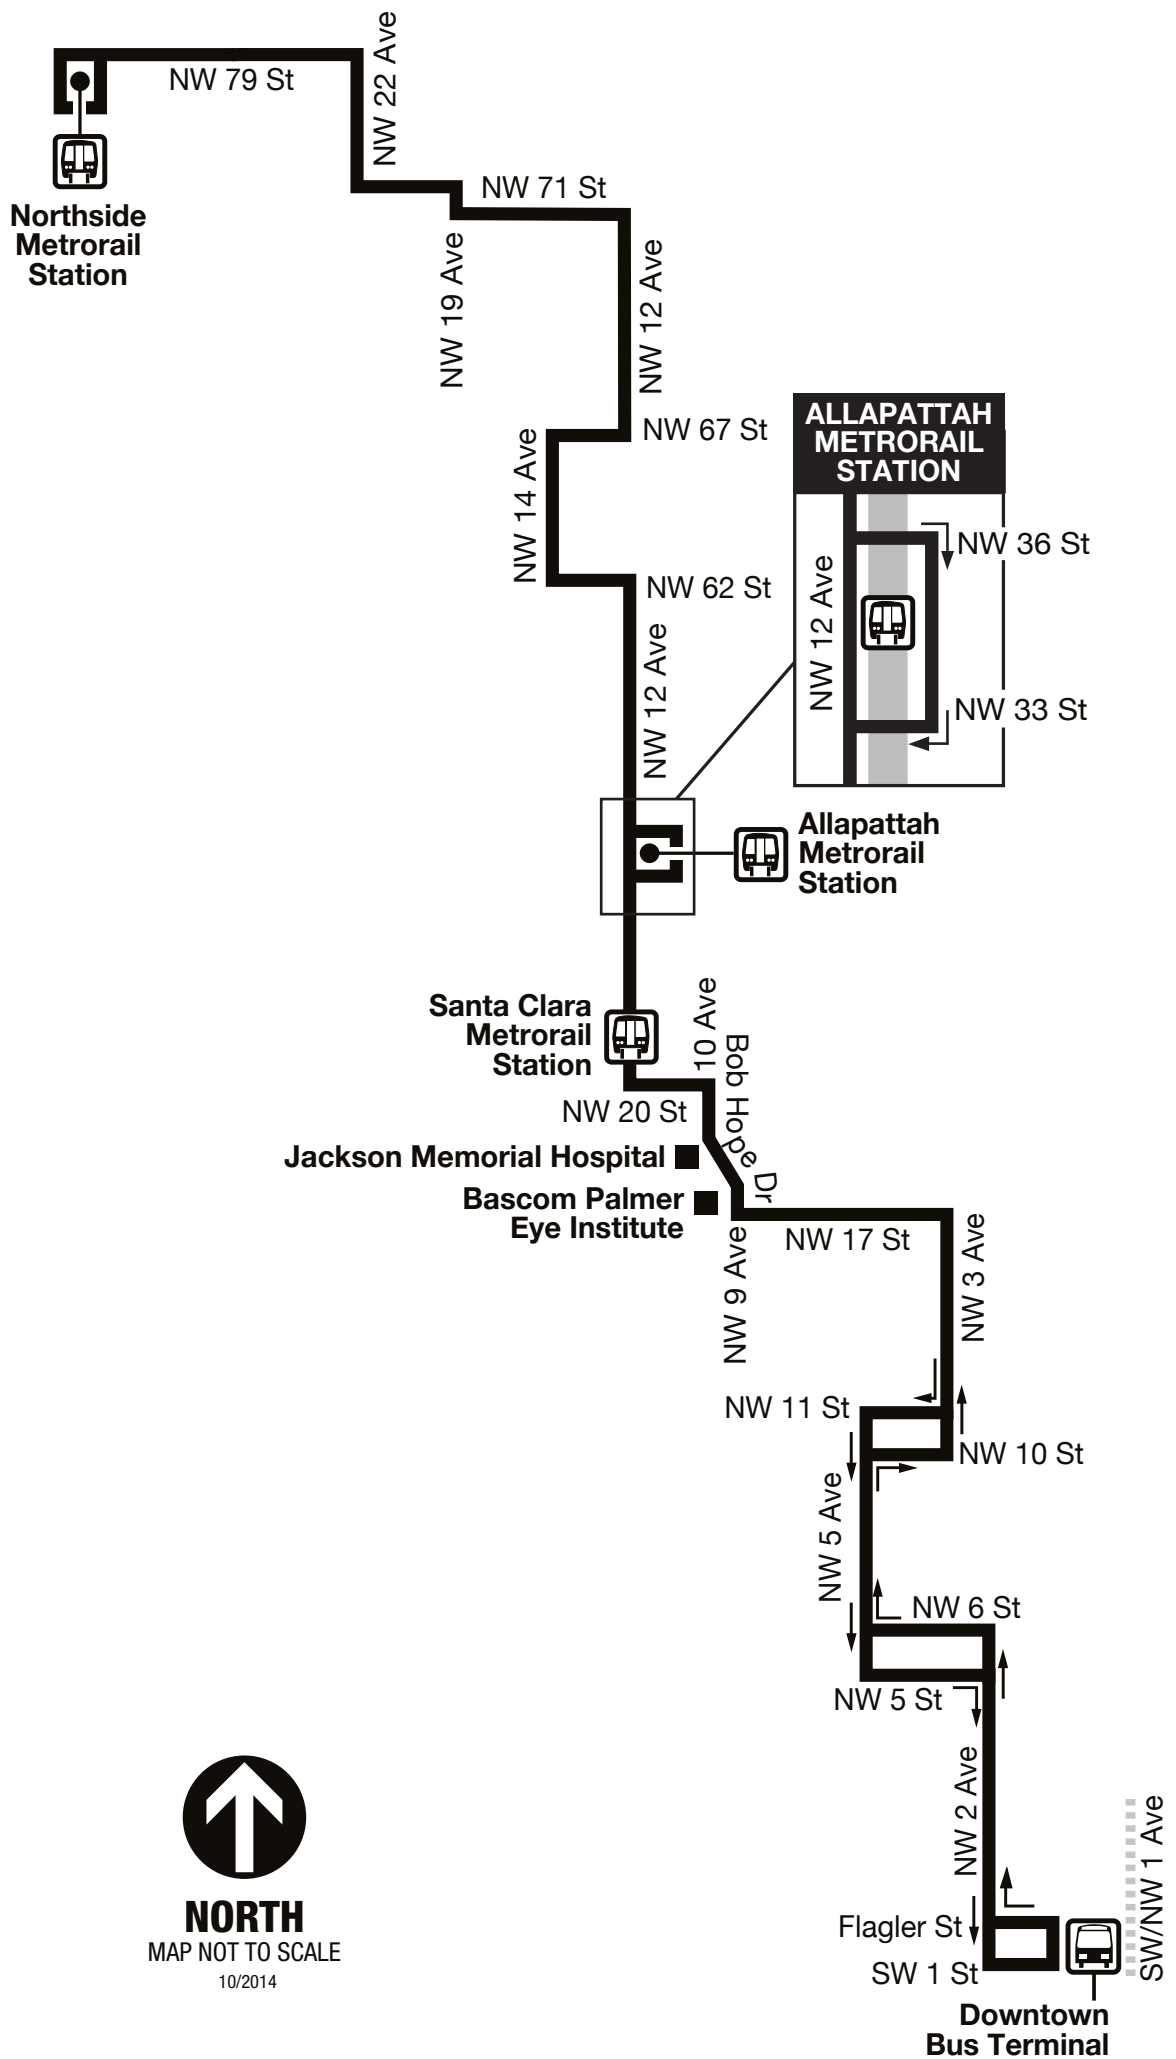 NW 22 Ave
NW 79 St
Northside
Metrorail
Station
NW 71 St
NW 19 Ave
NW 12 Ave
NW 67 St
NW 14 Ave
NW 62 St
NW 12 Ave
ALLAPATTAH
METRORAIL
STATION
NW 36 St
NW 12 Ave
NW 33 St
Allapattah
Metrorail
Station
Santa Clara
Metrorail
Station
10 Ave
Bob Hope Dr
NW 20 St
Jackson Memorial Hospital
Bascom Palmer
Eye Institute
NW 17 St
NW 9 Ave
NW 3 Ave
NW 11 St
NW 10 St
NW 5 Ave
NW 6 St
NW 5 St
NW 2 Ave
SW/NW 1 Ave
Flagler St
SW 1 St
Downtown
Bus Terminal
NORTH
MAP NOT TO SCALE
10/2014